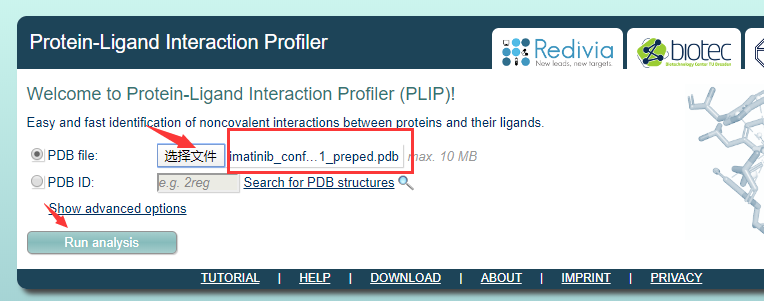 Protein-Ligand Interaction Profiler
Redivia
New leads, new targets
biotec
Biotechnology Center TU Dresden
Welcome to Protein-Ligand Interaction Profiler (PLIP)!
Easy and fast identification of noncovalent interactions between proteins and their ligands.
PDB file: 选择文件 imatinib_conf...1_preped.pdb max. 10 MB
PDB ID: e.g. 2reg Search for PDB structures
Show advanced options
Run analysis
TUTORIAL | HELP | DOWNLOAD | ABOUT | IMPRINT | PRIVACY